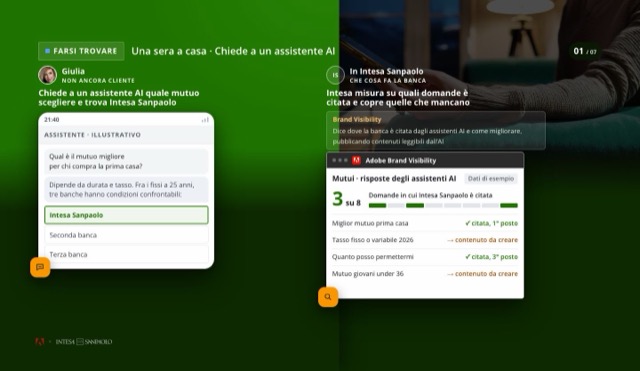 FARSI TROVARE
Una sera a casa · Chiede a un assistente AI
01 / 07
Giulia
NON ANCORA CLIENTE
Chiede a un assistente AI quale mutuo
scegliere e trova Intesa Sanpaolo
21:40
ASSISTENTE · ILLUSTRATIVO
Qual è il mutuo migliore
per chi compra la prima casa?
Dipende da durata e tasso. Fra i fissi a 25 anni,
tre banche hanno condizioni confrontabili:
Intesa Sanpaolo
Seconda banca
Terza banca
IS
In Intesa Sanpaolo
CHE COSA FA LA BANCA
Intesa misura su quali domande è
citata e copre quelle che mancano
Brand Visibility
Dice dove la banca è citata dagli assistenti AI e come migliorare,
pubblicando contenuti leggibili dall'AI
Adobe Brand Visibility
Mutui · risposte degli assistenti AI
Dati di esempio
3 su 8
Domande in cui Intesa Sanpaolo è citata
Miglior mutuo prima casa ✓ citata, 1° posto
Tasso fisso o variabile 2026 → contenuto da creare
Quanto posso permettermi ✓ citata, 3° posto
Mutuo giovani under 36 → contenuto da creare
INTESA SANPAOLO